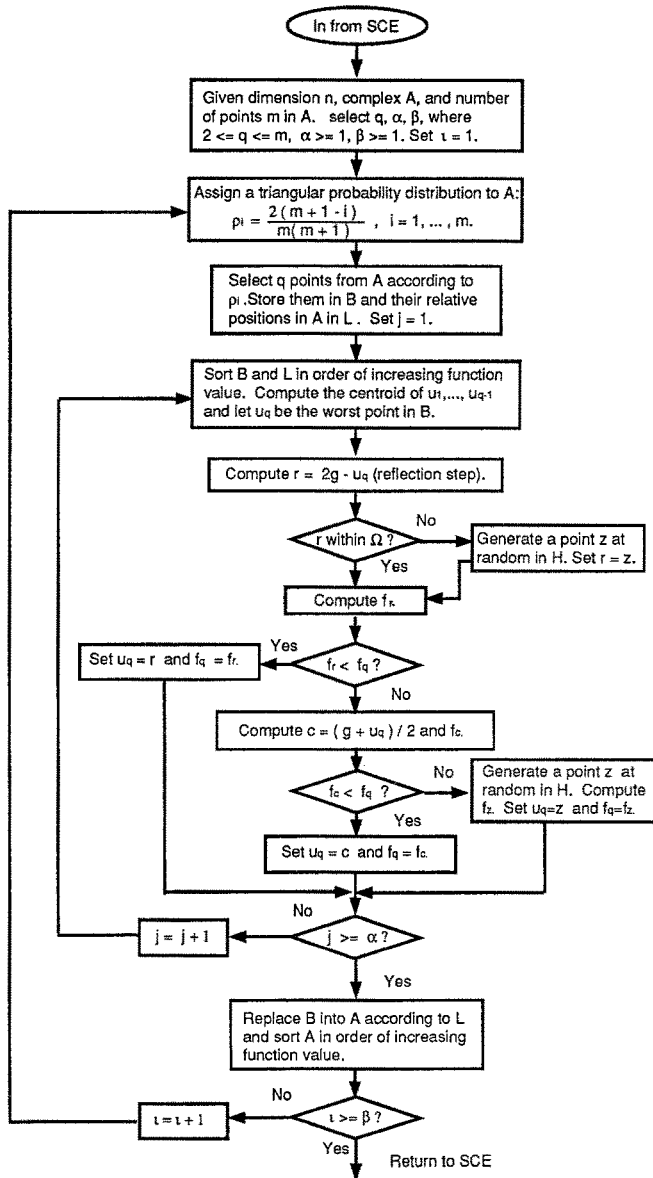 In from SCE
Given dimension n, complex A, and number
of points m in A. select q, α, β, where
2 <= q <= m, α >= 1, β >= 1. Set ι = 1.
Assign a triangular probability distribution to A:
ρi = 2 ( m + 1 - i ) / m( m + 1 ) , i = 1, ... , m.
Select q points from A according to
ρi .Store them in B and their relative
positions in A in L . Set j = 1.
Sort B and L in order of increasing function
value. Compute the centroid of u1,..., uq-1
and let uq be the worst point in B.
Compute r = 2g - uq (reflection step).
r within Ω ?
No
Yes
Generate a point z at
random in H. Set r = z.
Compute fr.
fr < fq ?
Yes
No
Set uq = r and fq = fr.
Compute c = ( g + uq ) / 2 and fc.
fc < fq ?
No
Yes
Generate a point z at
random in H. Compute
fz. Set uq=z and fq=fz.
Set uq = c and fq = fc.
j >= α ?
No
Yes
j = j + 1
Replace B into A according to L
and sort A in order of increasing
function value.
ι >= β ?
No
Yes
ι = ι + 1
Return to SCE